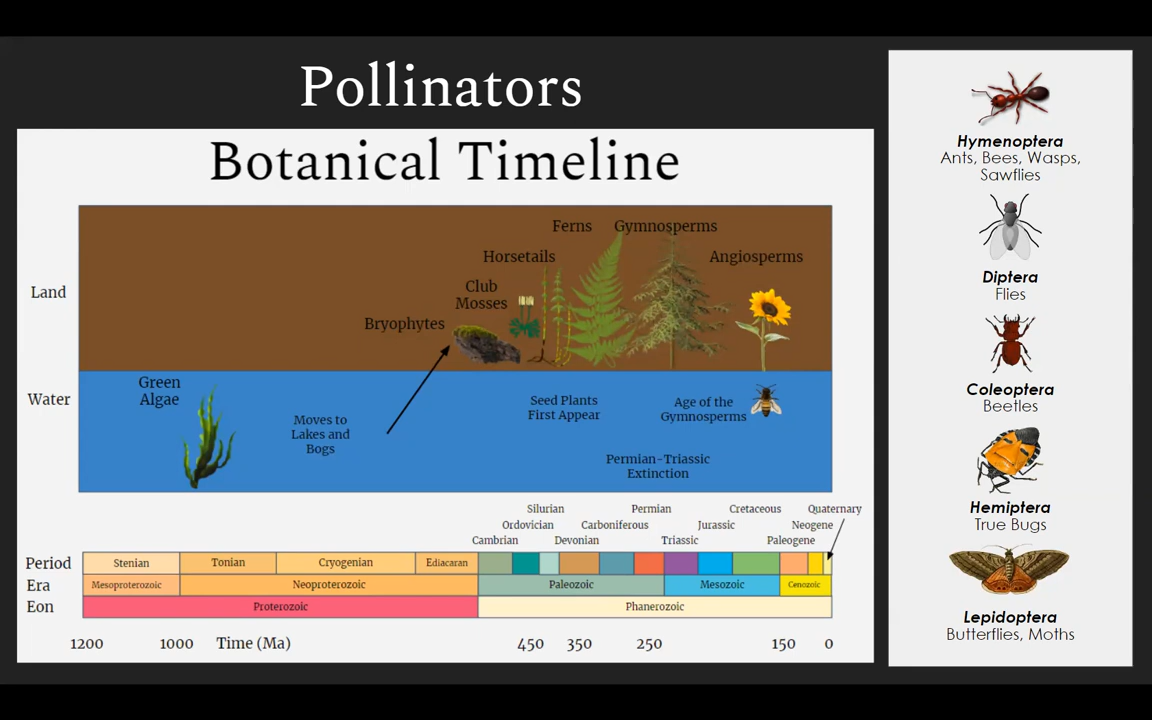 Pollinators
Botanical Timeline
Ferns
Gymnosperms
Horsetails
Angiosperms
Club
Mosses
Land
Bryophytes
Green
Algae
Water
Moves to
Lakes and
Bogs
Seed Plants
First Appear
Age of the
Gymnosperms
Permian-Triassic
Extinction
Silurian
Permian
Cretaceous
Quaternary
Ordovician
Carboniferous
Jurassic
Neogene
Cambrian
Devonian
Triassic
Paleogene
Period
Stenian
Tonian
Cryogenian
Ediacaran
Era
Mesoproterozoic
Neoproterozoic
Paleozoic
Mesozoic
Cenozoic
Eon
Proterozoic
Phanerozoic
1200
1000
Time (Ma)
450
350
250
150
0
Hymenoptera
Ants, Bees, Wasps,
Sawflies
Diptera
Flies
Coleoptera
Beetles
Hemiptera
True Bugs
Lepidoptera
Butterflies, Moths